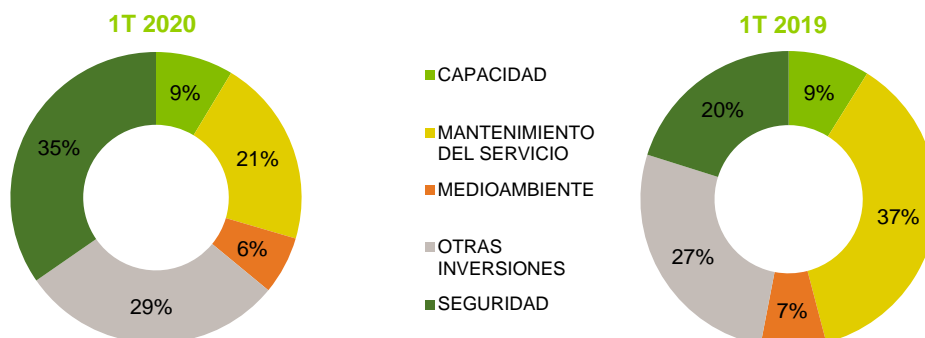 1T 2020
9%
21%
6%
29%
35%
CAPACIDAD
MANTENIMIENTO
DEL SERVICIO
MEDIOAMBIENTE
OTRAS
INVERSIONES
SEGURIDAD
1T 2019
9%
37%
7%
27%
20%